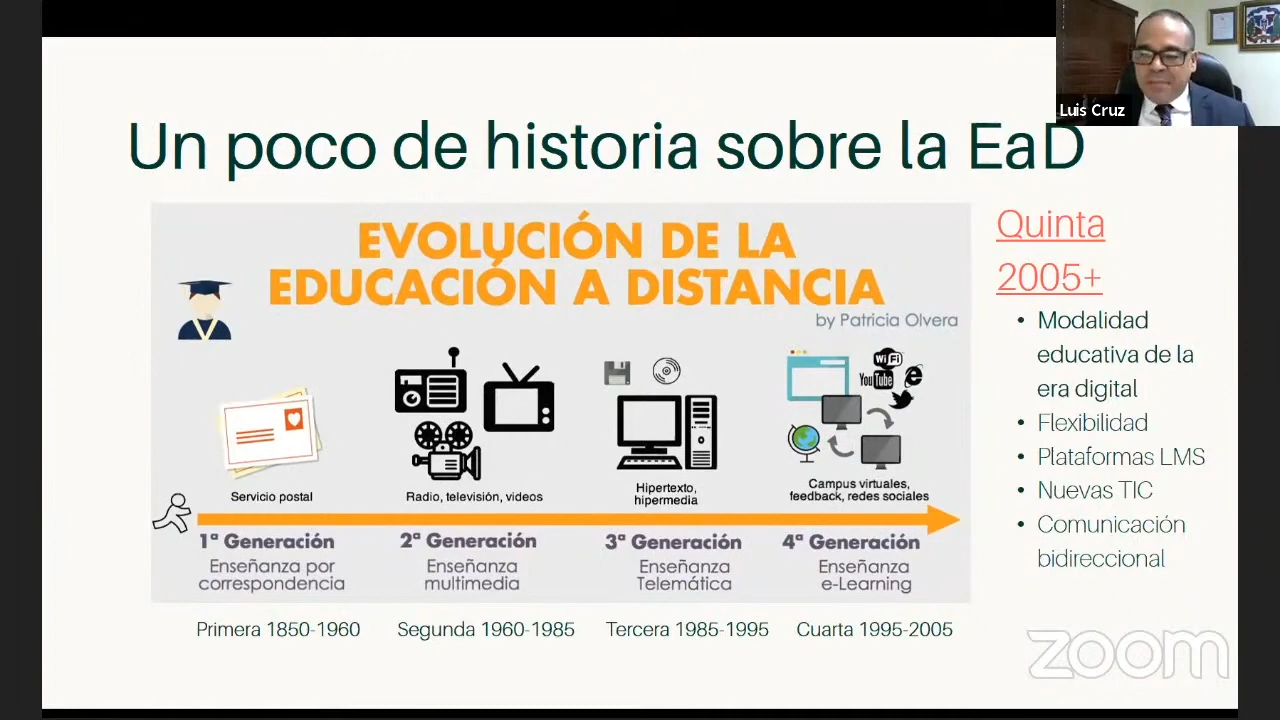 Luis Cruz
Un poco de historia sobre la EaD
EVOLUCIÓN DE LA
EDUCACIÓN A DISTANCIA
by Patricia Olvera
WiFi
YouTube
Servicio postal
Radio, televisión, videos
Hipertexto,
hipermedia
Campus virtuales,
feedback, redes sociales
1ª Generación
Enseñanza por
correspondencia
2ª Generación
Enseñanza
multimedia
3ª Generación
Enseñanza
Telemática
4ª Generación
Enseñanza
e-Learning
Primera 1850-1960
Segunda 1960-1985
Tercera 1985-1995
Cuarta 1995-2005
Quinta
2005+
• Modalidad
educativa de la
era digital
• Flexibilidad
• Plataformas LMS
• Nuevas TIC
• Comunicación
bidireccional
zoom